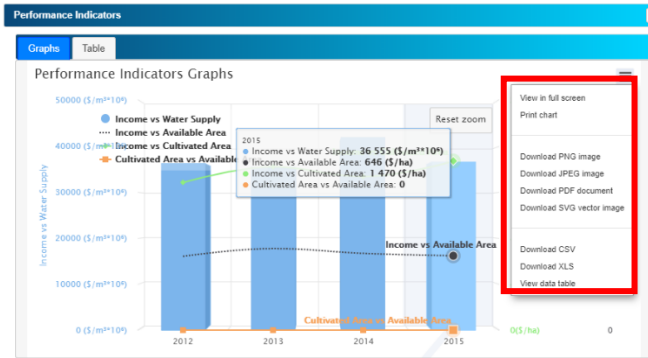 Performance Indicators
Graphs
Table
Performance Indicators Graphs
50000 ($/m³*10⁶)
40000 ($/m³*10⁶)
30000 ($/m³*10⁶)
20000 ($/m³*10⁶)
10000 ($/m³*10⁶)
0 ($/m³*10⁶)
Income vs Water Supply
Income vs Water Supply
Income vs Available Area
Income vs Cultivated Area
Cultivated Area vs Available
Reset zoom
2015
Income vs Water Supply: 36 555 ($/m³*10⁶)
Income vs Available Area: 646 ($/ha)
Income vs Cultivated Area: 1 470 ($/ha)
Cultivated Area vs Available Area: 0
Income vs Available Area
Cultivated Area vs Available Area
2012
2013
2014
2015
0($/ha)
0
View in full screen
Print chart
Download PNG image
Download JPEG image
Download PDF document
Download SVG vector image
Download CSV
Download XLS
View data table